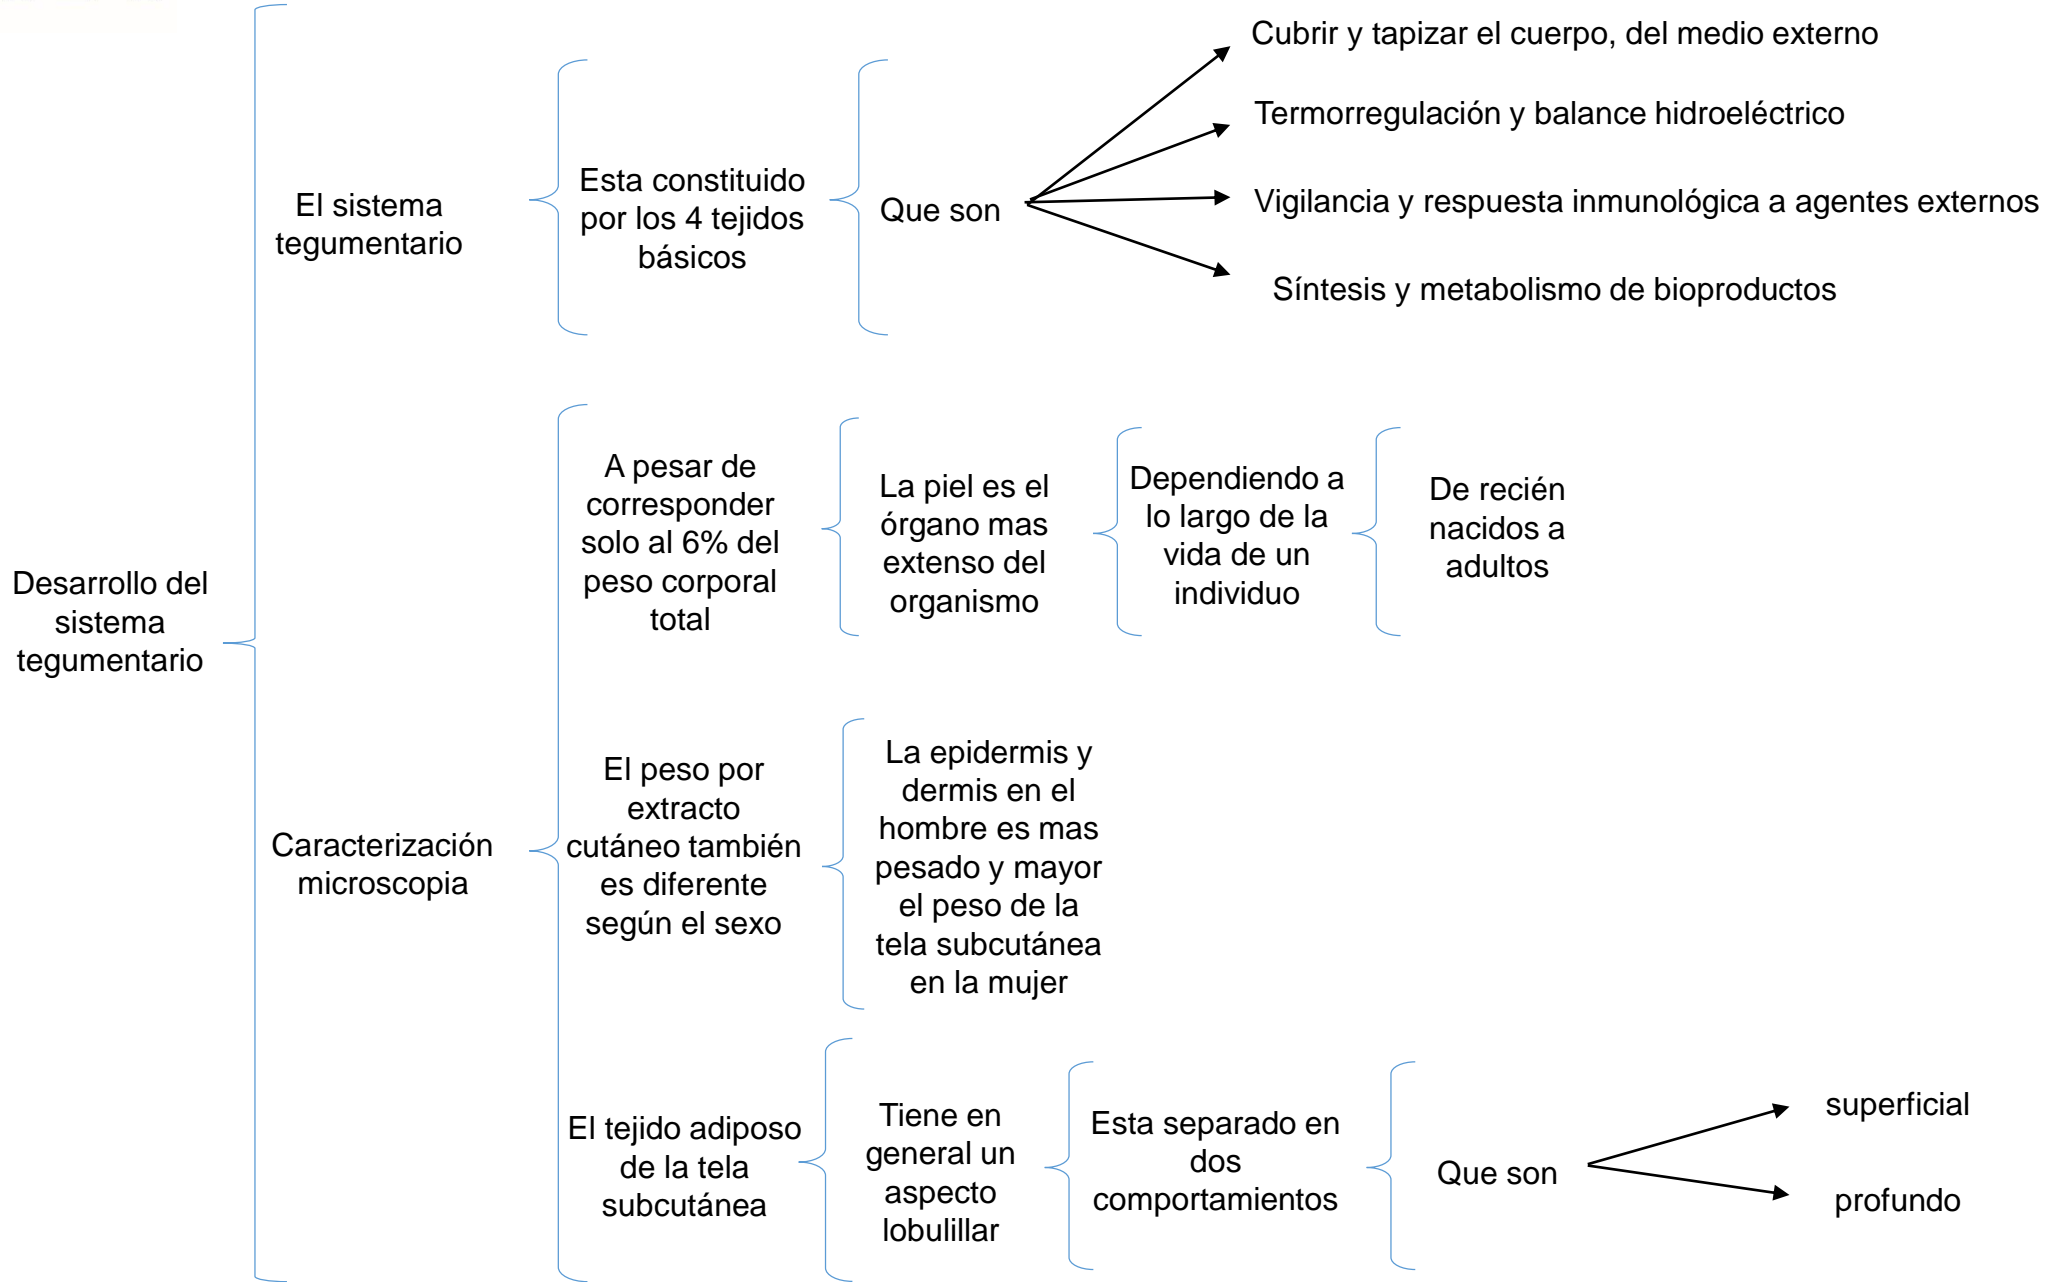 Desarrollo del
sistema
tegumentario
El sistema
tegumentario
Esta constituido
por los 4 tejidos
básicos
Que son
Cubrir y tapizar el cuerpo, del medio externo
Termorregulación y balance hidroeléctrico
Vigilancia y respuesta inmunológica a agentes externos
Síntesis y metabolismo de bioproductos
Caracterización
microscopia
A pesar de
corresponder
solo al 6% del
peso corporal
total
La piel es el
órgano mas
extenso del
organismo
Dependiendo a
lo largo de la
vida de un
individuo
De recién
nacidos a
adultos
El peso por
extracto
cutáneo también
es diferente
según el sexo
La epidermis y
dermis en el
hombre es mas
pesado y mayor
el peso de la
tela subcutánea
en la mujer
El tejido adiposo
de la tela
subcutánea
Tiene en
general un
aspecto
lobulillar
Esta separado en
dos
comportamientos
Que son
superficial
profundo